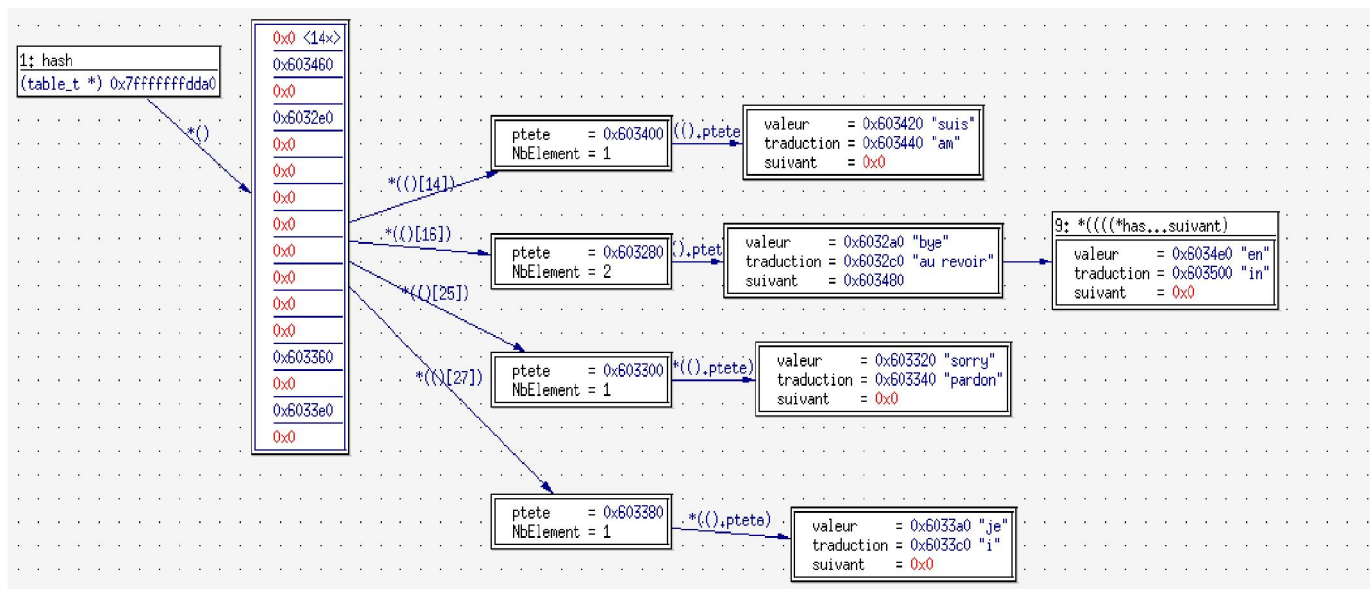 1: hash
(table_t *) 0x7fffffffdda0
*()
0x0 <14x>
0x603460
0x0
0x6032e0
0x0
0x0
0x0
0x0
0x0
0x0
0x0
0x0
0x603360
0x0
0x6033e0
0x0
*(()[14])
ptete = 0x603400
NbElement = 1
(().ptete
valeur = 0x603420 "suis"
traduction = 0x603440 "am"
suivant = 0x0
*(()[16])
ptete = 0x603280
NbElement = 2
().ptet
valeur = 0x6032a0 "bye"
traduction = 0x6032c0 "au revoir"
suivant = 0x603480
9: *((((*has...suivant)
valeur = 0x6034e0 "en"
traduction = 0x603500 "in"
suivant = 0x0
*(()[25])
ptete = 0x603300
NbElement = 1
*(().ptete)
valeur = 0x603320 "sorry"
traduction = 0x603340 "pardon"
suivant = 0x0
*(()[27])
ptete = 0x603380
NbElement = 1
*(().ptete)
valeur = 0x6033a0 "je"
traduction = 0x6033c0 "i"
suivant = 0x0